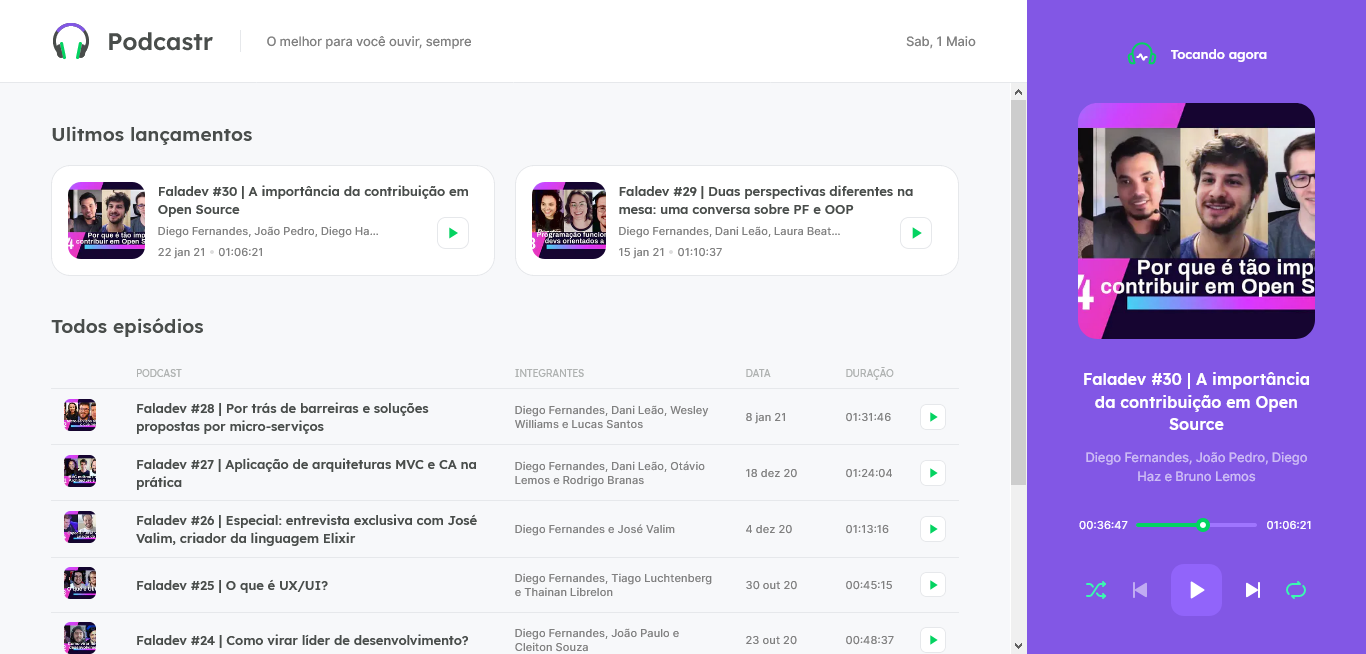 Podcastr
O melhor para você ouvir, sempre
Sab, 1 Maio
Tocando agora
Ulitmos lançamentos
Faladev #30 | A importância da contribuição em
Open Source
Diego Fernandes, João Pedro, Diego Ha...
22 jan 21 • 01:06:21
Por que é tão imp
contribuir em Open S
Faladev #29 | Duas perspectivas diferentes na
mesa: uma conversa sobre PF e OOP
Diego Fernandes, Dani Leão, Laura Beat...
15 jan 21 • 01:10:37
Programação funcion
devs orientados a
Todos episódios
PODCAST INTEGRANTES DATA DURAÇÃO
Faladev #28 | Por trás de barreiras e soluções
propostas por micro-serviços
Diego Fernandes, Dani Leão, Wesley
Williams e Lucas Santos
8 jan 21
01:31:46
Faladev #27 | Aplicação de arquiteturas MVC e CA na
prática
Diego Fernandes, Dani Leão, Otávio
Lemos e Rodrigo Branas
18 dez 20
01:24:04
Faladev #26 | Especial: entrevista exclusiva com José
Valim, criador da linguagem Elixir
Diego Fernandes e José Valim
4 dez 20
01:13:16
Faladev #25 | O que é UX/UI?
Diego Fernandes, Tiago Luchtenberg
e Thainan Librelon
30 out 20
00:45:15
Faladev #24 | Como virar líder de desenvolvimento?
Diego Fernandes, João Paulo e
Cleiton Souza
23 out 20
00:48:37
4
Por que é tão imp
contribuir em Open So
Faladev #30 | A importância
da contribuição em Open
Source
Diego Fernandes, João Pedro, Diego
Haz e Bruno Lemos
00:36:47
01:06:21